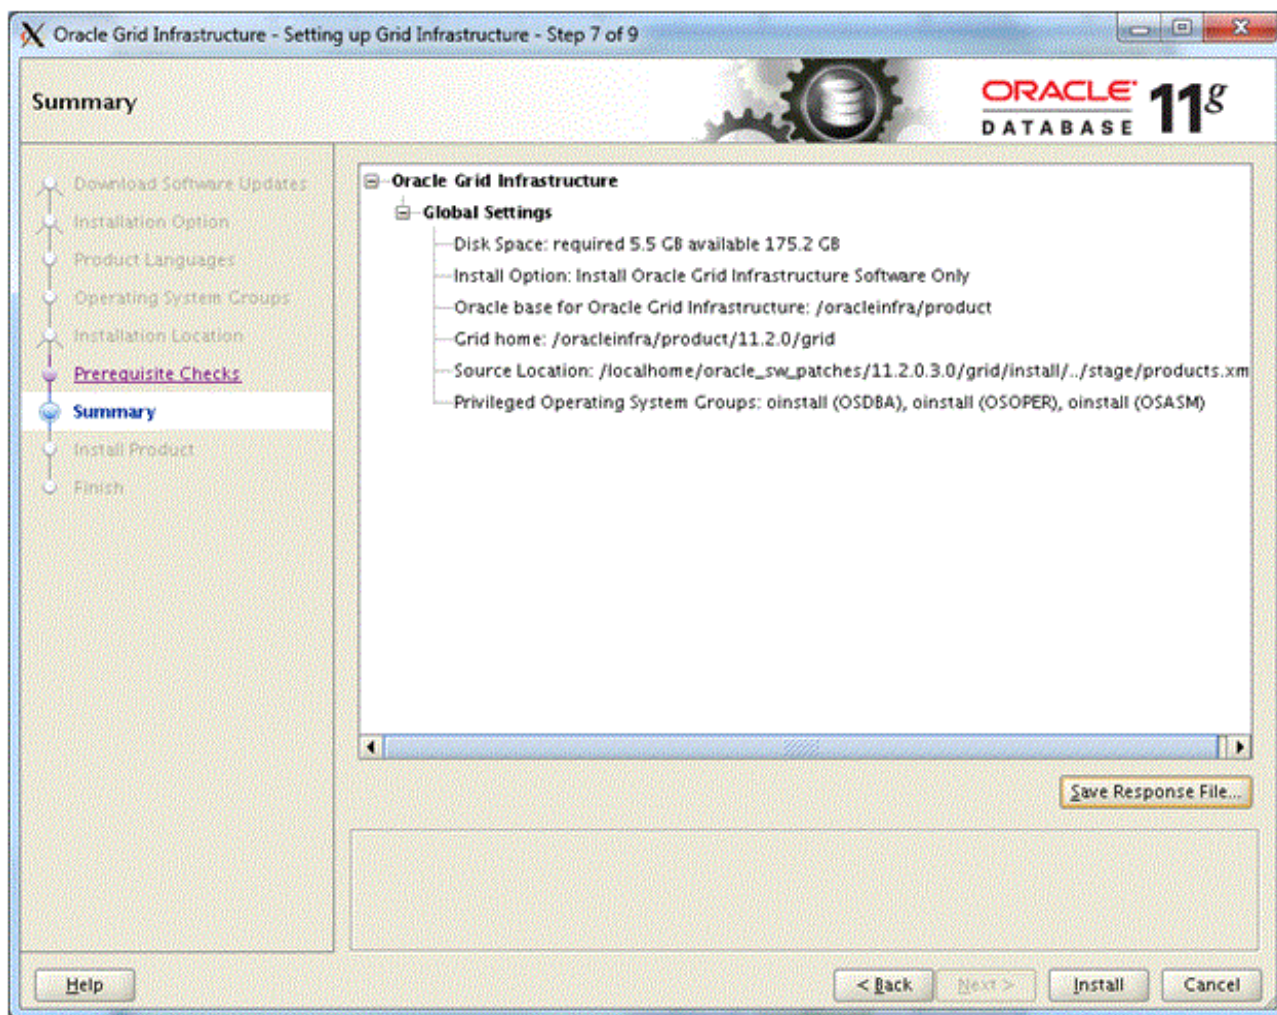 Oracle Grid Infrastructure - Setting up Grid Infrastructure - Step 7 of 9
Summary
ORACLE
DATABASE
11g
Download Software Updates
Installation Option
Product Languages
Operating System Groups
Installation Location
Prerequisite Checks
Summary
Install Product
Finish
Oracle Grid Infrastructure
Global Settings
Disk Space: required 5.5 GB available 175.2 GB
Install Option: Install Oracle Grid Infrastructure Software Only
Oracle base for Oracle Grid Infrastructure: /oracleinfra/product
Grid home: /oracleinfra/product/11.2.0/grid
Source Location: /localhome/oracle_sw_patches/11.2.0.3.0/grid/install/../stage/products.xm
Privileged Operating System Groups: oinstall (OSDBA), oinstall (OSOPER), oinstall (OSASM)
Save Response File...
Help
< Back
Next >
Install
Cancel